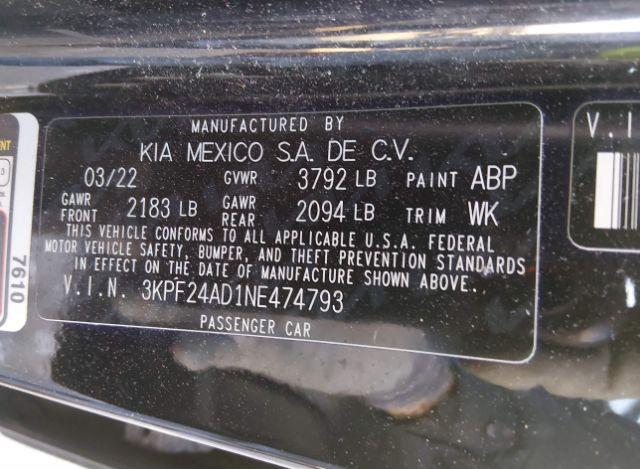 MANUFACTURED BY
KIA MEXICO S.A. DE C.V.
03/22 GVWR 3792 LB PAINT ABP
GAWR FRONT 2183 LB GAWR REAR 2094 LB TRIM WK
THIS VEHICLE CONFORMS TO ALL APPLICABLE U.S.A. FEDERAL
MOTOR VEHICLE SAFETY, BUMPER, AND THEFT PREVENTION STANDARDS
IN EFFECT ON THE DATE OF MANUFACTURE SHOWN ABOVE..
V.I.N. 3KPF24AD1NE474793
PASSENGER CAR
7610
V.I